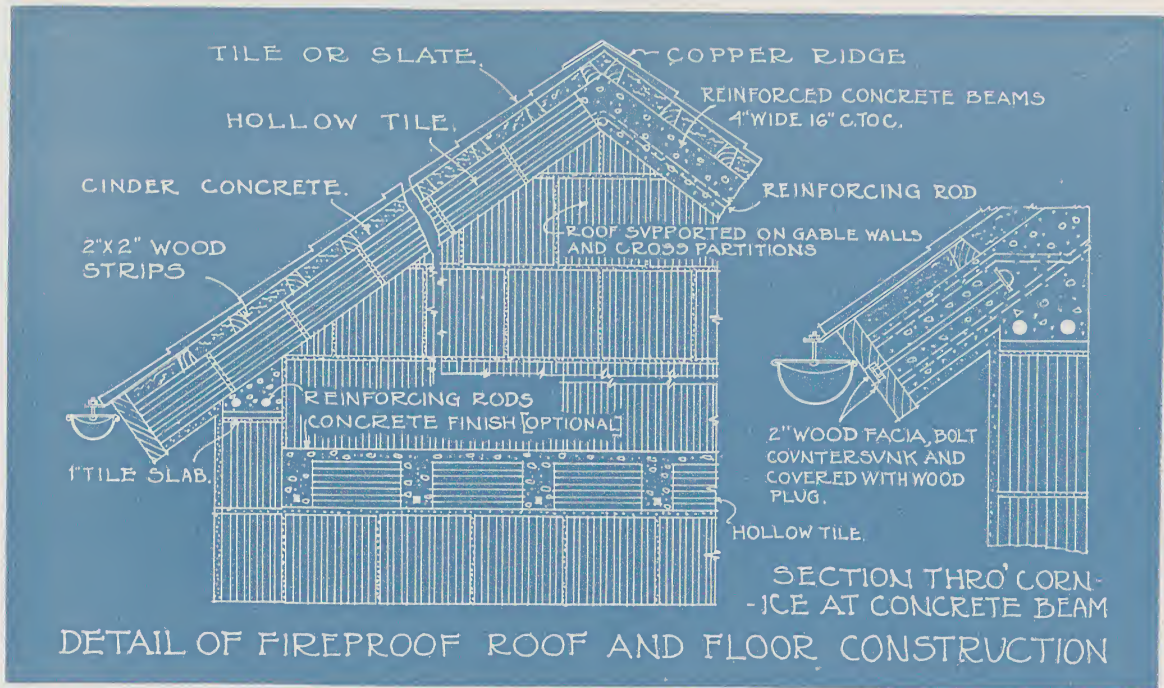 TILE OR SLATE.
COPPER RIDGE
HOLLOW TILE.
REINFORCED CONCRETE BEAMS
4" WIDE 16" C. TO C.
CINDER CONCRETE.
REINFORCING ROD
2"X2" WOOD
STRIPS
ROOF SVPPORTED ON GABLE WALLS
AND CROSS PARTITIONS
REINFORCING RODS
CONCRETE FINISH [OPTIONAL]
1" TILE SLAB.
2" WOOD FACIA, BOLT
COVNTERSVNK AND
COVERED WITH WOOD
PLUG.
HOLLOW TILE.
SECTION THRO' CORN-
-ICE AT CONCRETE BEAM
DETAIL OF FIREPROOF ROOF AND FLOOR CONSTRUCTION